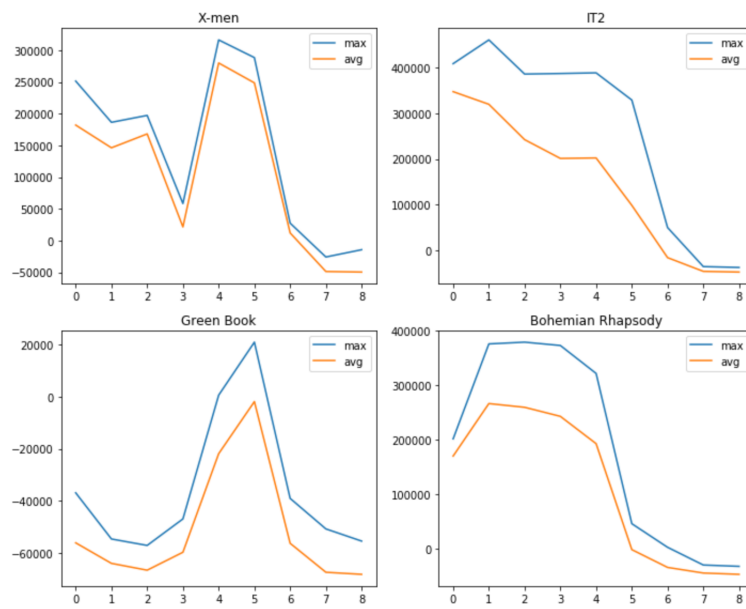 X-men
max
avg
300000
250000
200000
150000
100000
50000
0
−50000
0 1 2 3 4 5 6 7 8
IT2
max
avg
400000
300000
200000
100000
0
0 1 2 3 4 5 6 7 8
Green Book
max
avg
20000
0
−20000
−40000
−60000
0 1 2 3 4 5 6 7 8
Bohemian Rhapsody
max
avg
400000
300000
200000
100000
0
0 1 2 3 4 5 6 7 8